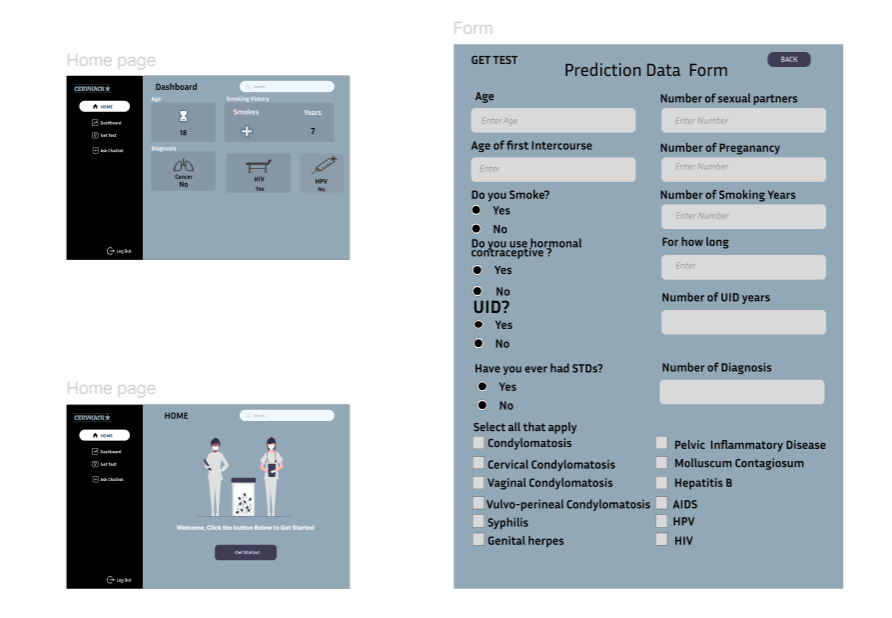 Home page
CERVHACK
HOME
Dashboard
Get Test
Ask Chatbot
Log Out
Dashboard
Search...
Age
18
Smoking History
Smokes
Years
7
Diagnosis
Cancer
No
HIV
Yes
HPV
No
Home page
CERVHACK
HOME
Dashboard
Get Test
Ask Chatbot
Log Out
HOME
Search...
Welcome, Click the button Below to Get Started
Get Started
Form
GET TEST
BACK
Prediction Data Form
Age
Enter Age
Number of sexual partners
Enter Number
Age of first Intercourse
Enter
Number of Preganancy
Enter Number
Do you Smoke?
Yes
No
Number of Smoking Years
Enter Number
Do you use hormonal
contraceptive ?
Yes
No
For how long
Enter
UID?
Yes
No
Number of UID years
Have you ever had STDs?
Yes
No
Number of Diagnosis
Select all that apply
Condylomatosis
Cervical Condylomatosis
Vaginal Condylomatosis
Vulvo-perineal Condylomatosis
Syphilis
Genital herpes
Pelvic Inflammatory Disease
Molluscum Contagiosum
Hepatitis B
AIDS
HPV
HIV